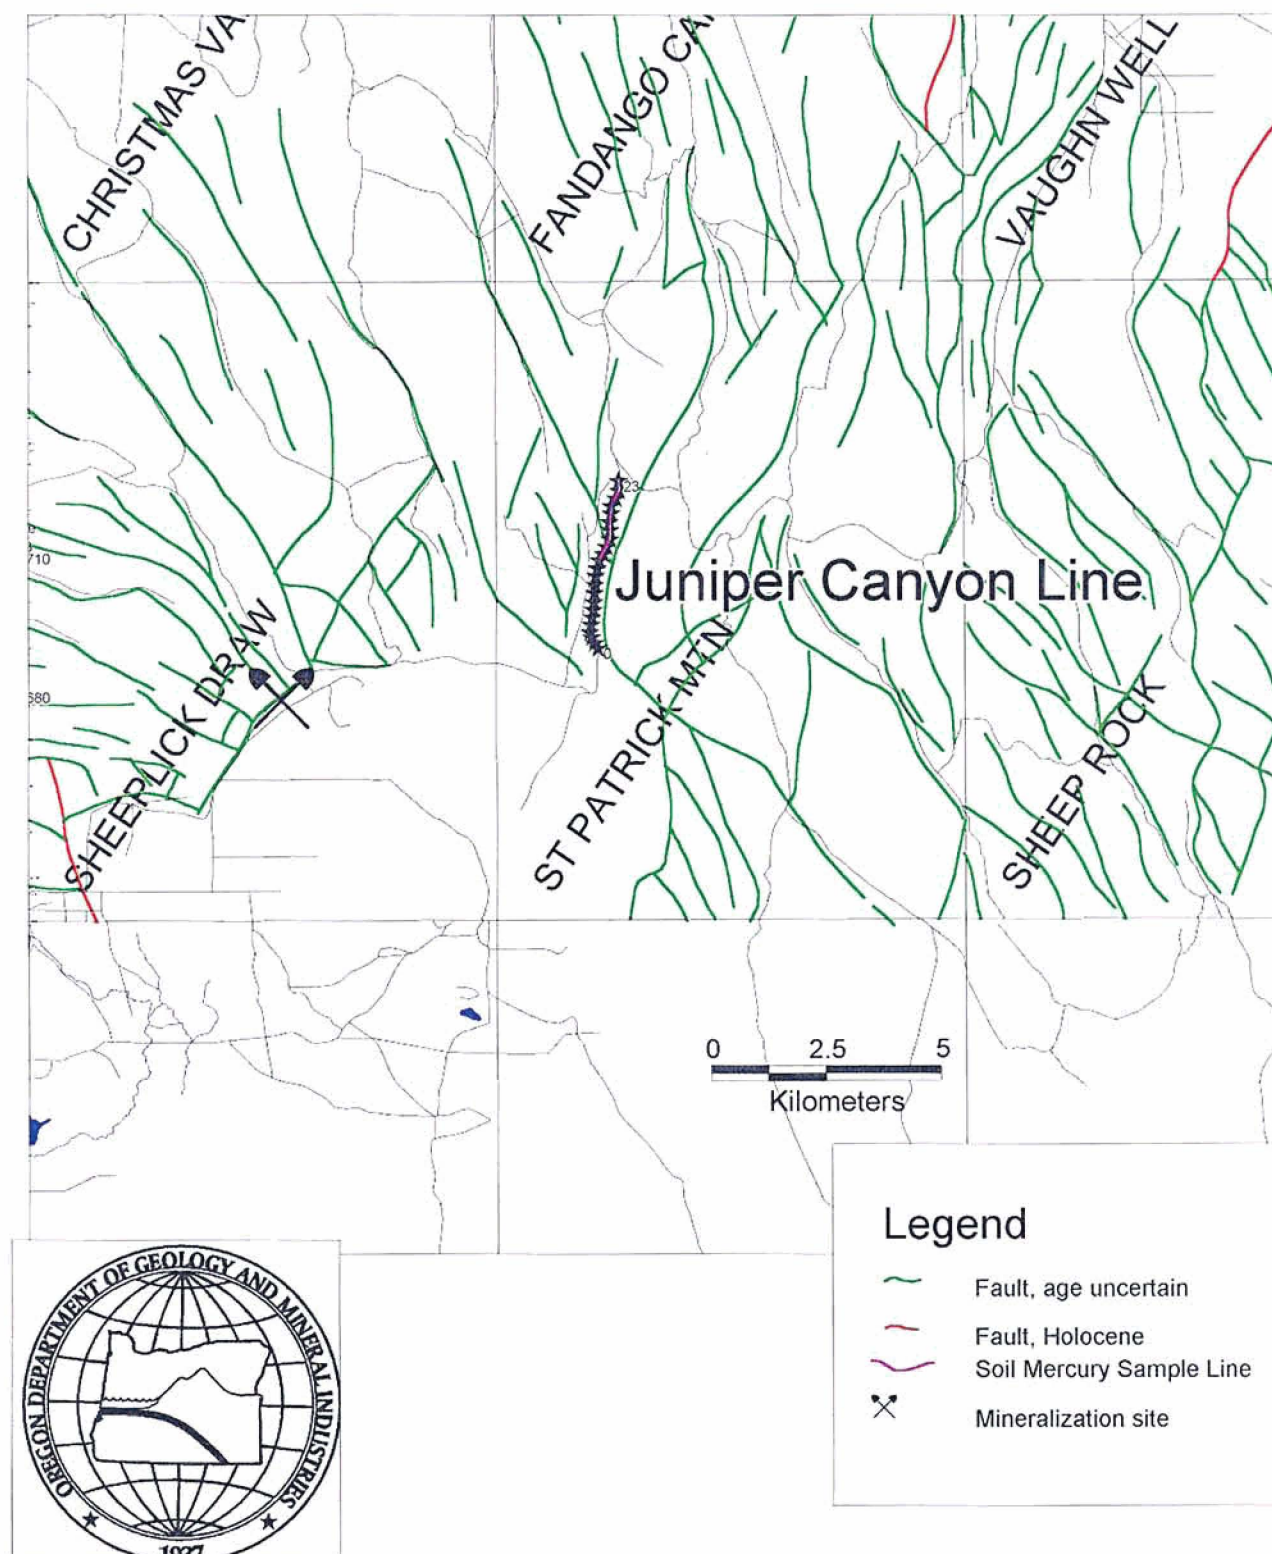 CHRISTMAS VA
FANDANGO CA
VAUGHN WELL
23
710
Juniper Canyon Line
0
680
SHEEPLICK DRAW
ST PATRICK MTN
SHEEP ROCK
0 2.5 5
Kilometers
Legend
Fault, age uncertain
Fault, Holocene
Soil Mercury Sample Line
Mineralization site
OREGON DEPARTMENT OF GEOLOGY AND MINERAL INDUSTRIES
1937